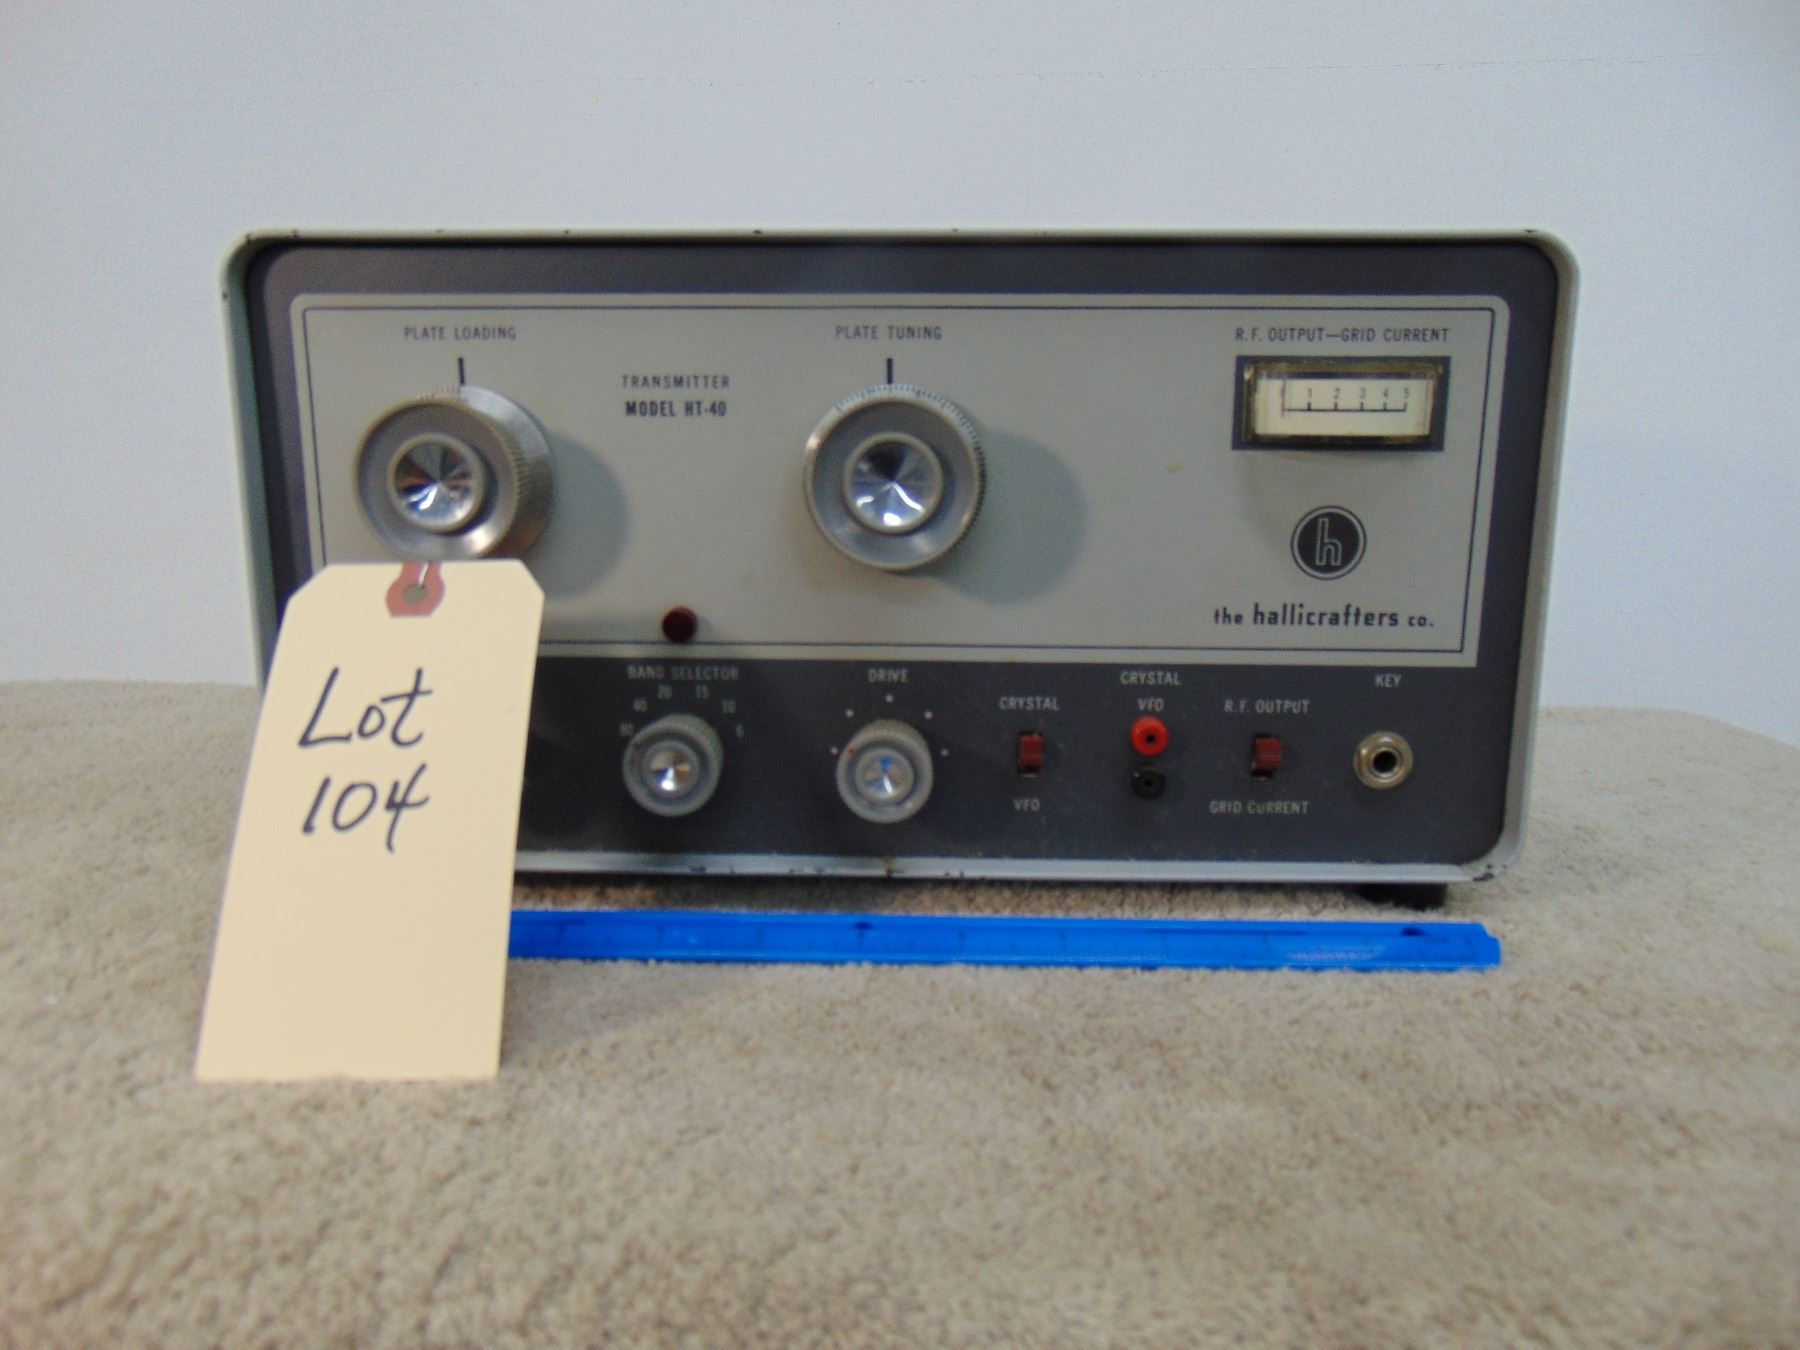 PLATE LOADING
PLATE TUNING
R.F. OUTPUT—GRID CURRENT
0 1 2 3 4 5
TRANSMITTER
MODEL HT-40
h
the hallicrafters co.
BAND SELECTOR
80 40 20 15 10 6
DRIVE
CRYSTAL
VFO
CRYSTAL
VFO
R.F. OUTPUT
GRID CURRENT
KEY
Lot
104